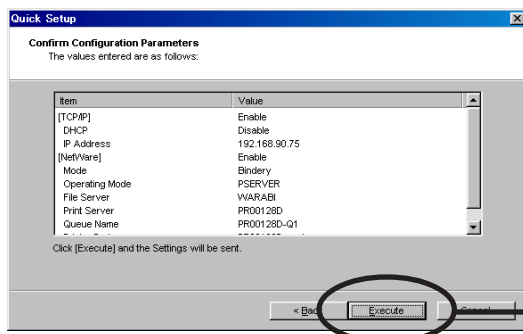 Quick Setup
Confirm Configuration Parameters
The values entered are as follows:
Item Value
[TCP/IP] Enable
DHCP Disable
IP Address 192.168.90.75
[NetWare] Enable
Mode Bindery
Operating Mode PSERVER
File Server WARABI
Print Server PR00128D
Queue Name PR00128D-Q1
Click [Execute] and the Settings will be sent.
< Back Execute Cancel